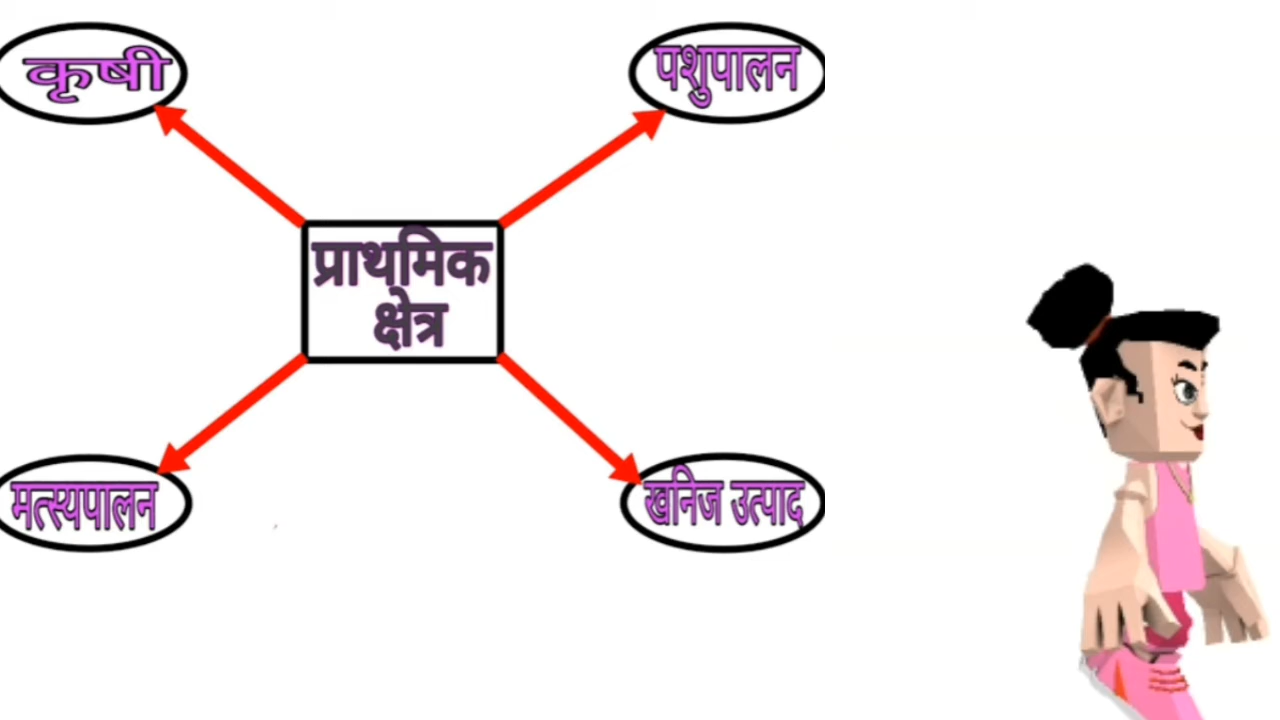 कृषी
पशुपालन
प्राथमिक
क्षेत्र
मत्स्यपालन
खनिज उत्पाद